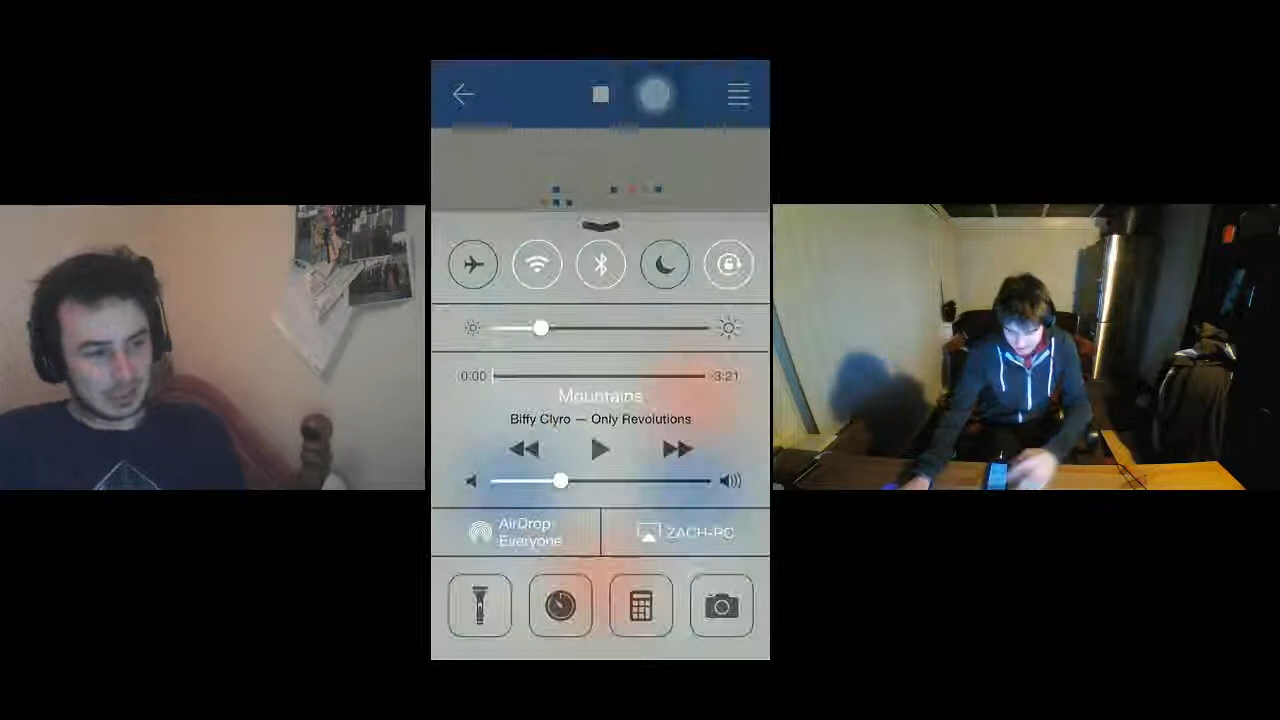 0:00
3:21
Mountains
Biffy Clyro — Only Revolutions
AirDrop:
Everyone
ZACH-PC